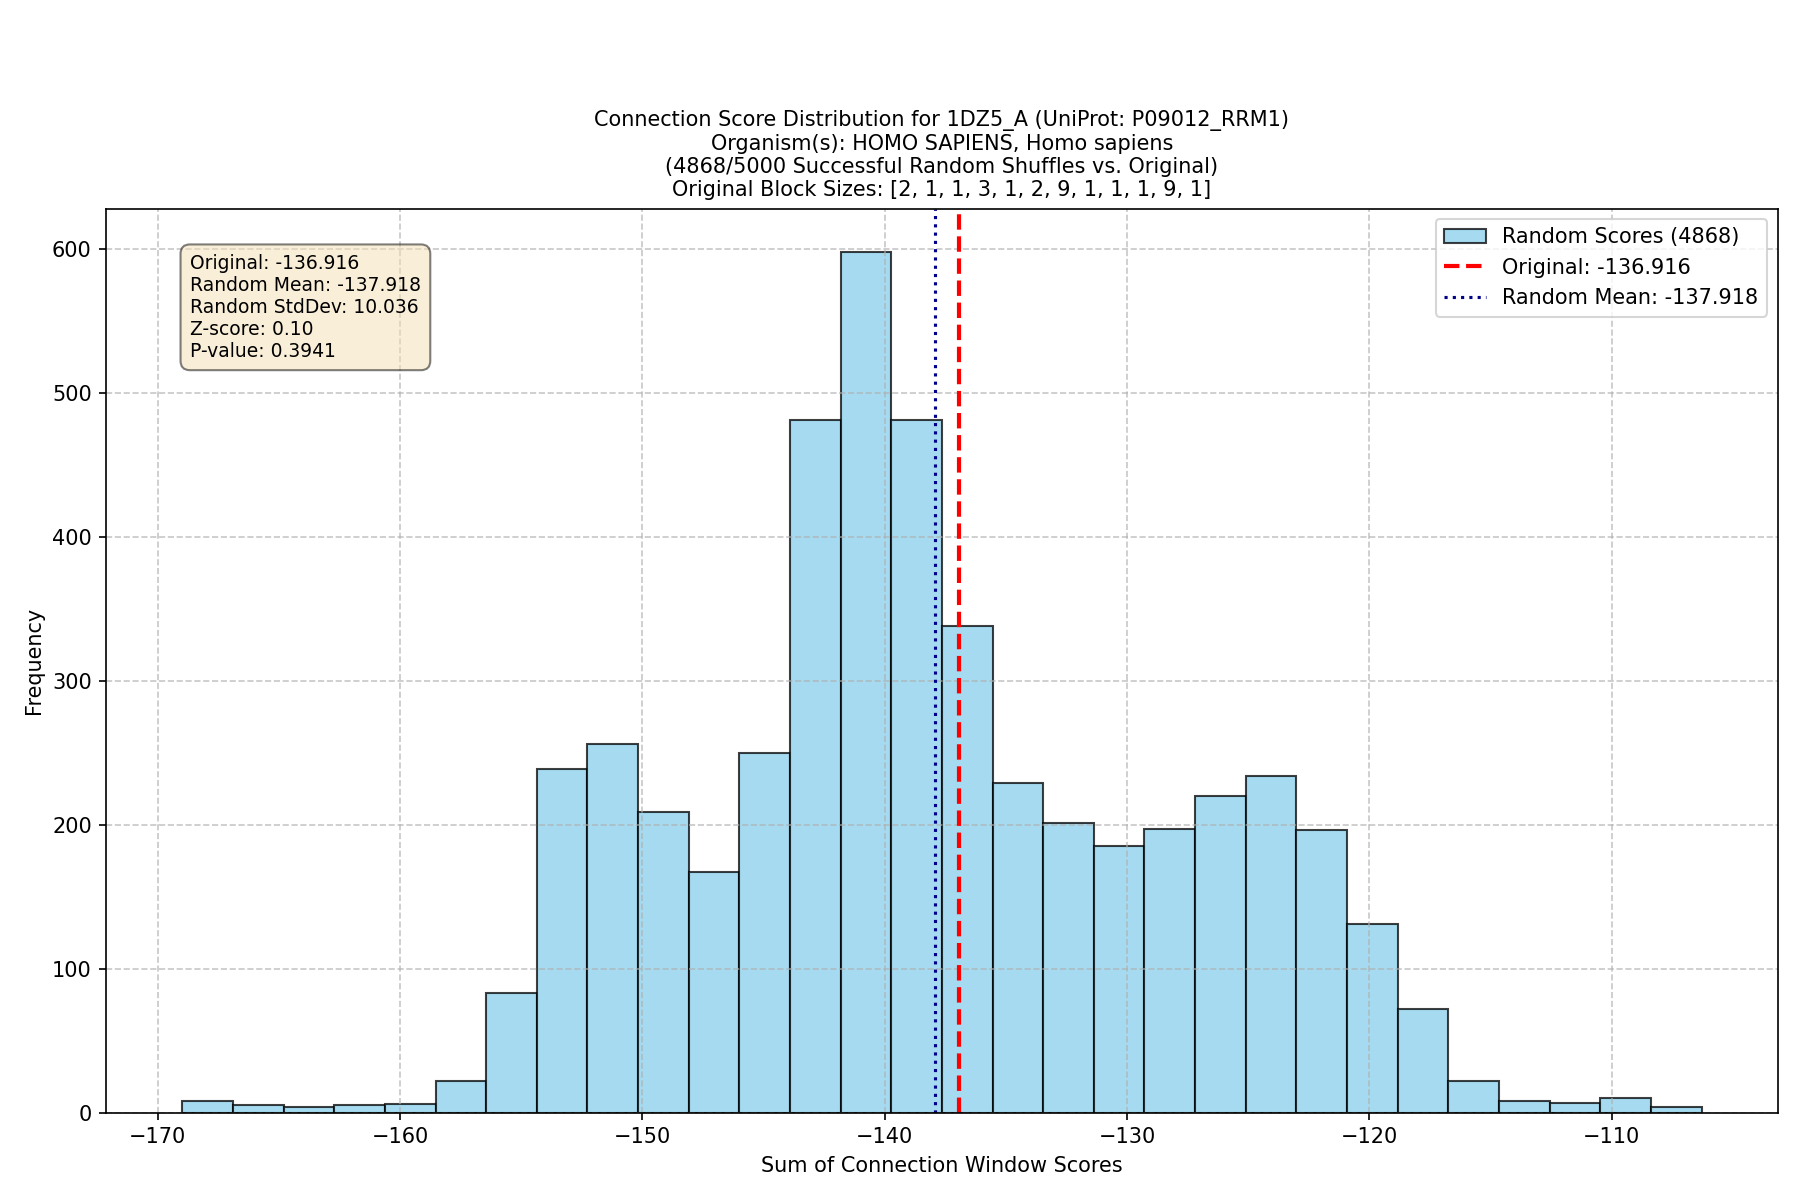 Connection Score Distribution for 1DZ5_A (UniProt: P09012_RRM1)
Organism(s): HOMO SAPIENS, Homo sapiens
(4868/5000 Successful Random Shuffles vs. Original)
Original Block Sizes: [2, 1, 1, 3, 1, 2, 9, 1, 1, 1, 9, 1]
Original: -136.916
Random Mean: -137.918
Random StdDev: 10.036
Z-score: 0.10
P-value: 0.3941
Random Scores (4868)
Original: -136.916
Random Mean: -137.918
Frequency
600
500
400
300
200
100
0
−170 −160 −150 −140 −130 −120 −110
Sum of Connection Window Scores